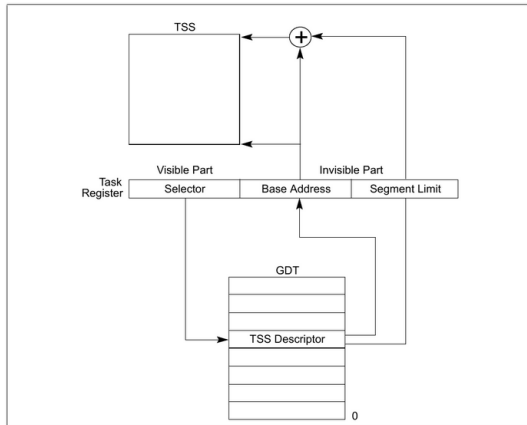 TSS
+
Visible Part
Invisible Part
Task
Register
Selector
Base Address
Segment Limit
GDT
TSS Descriptor
0